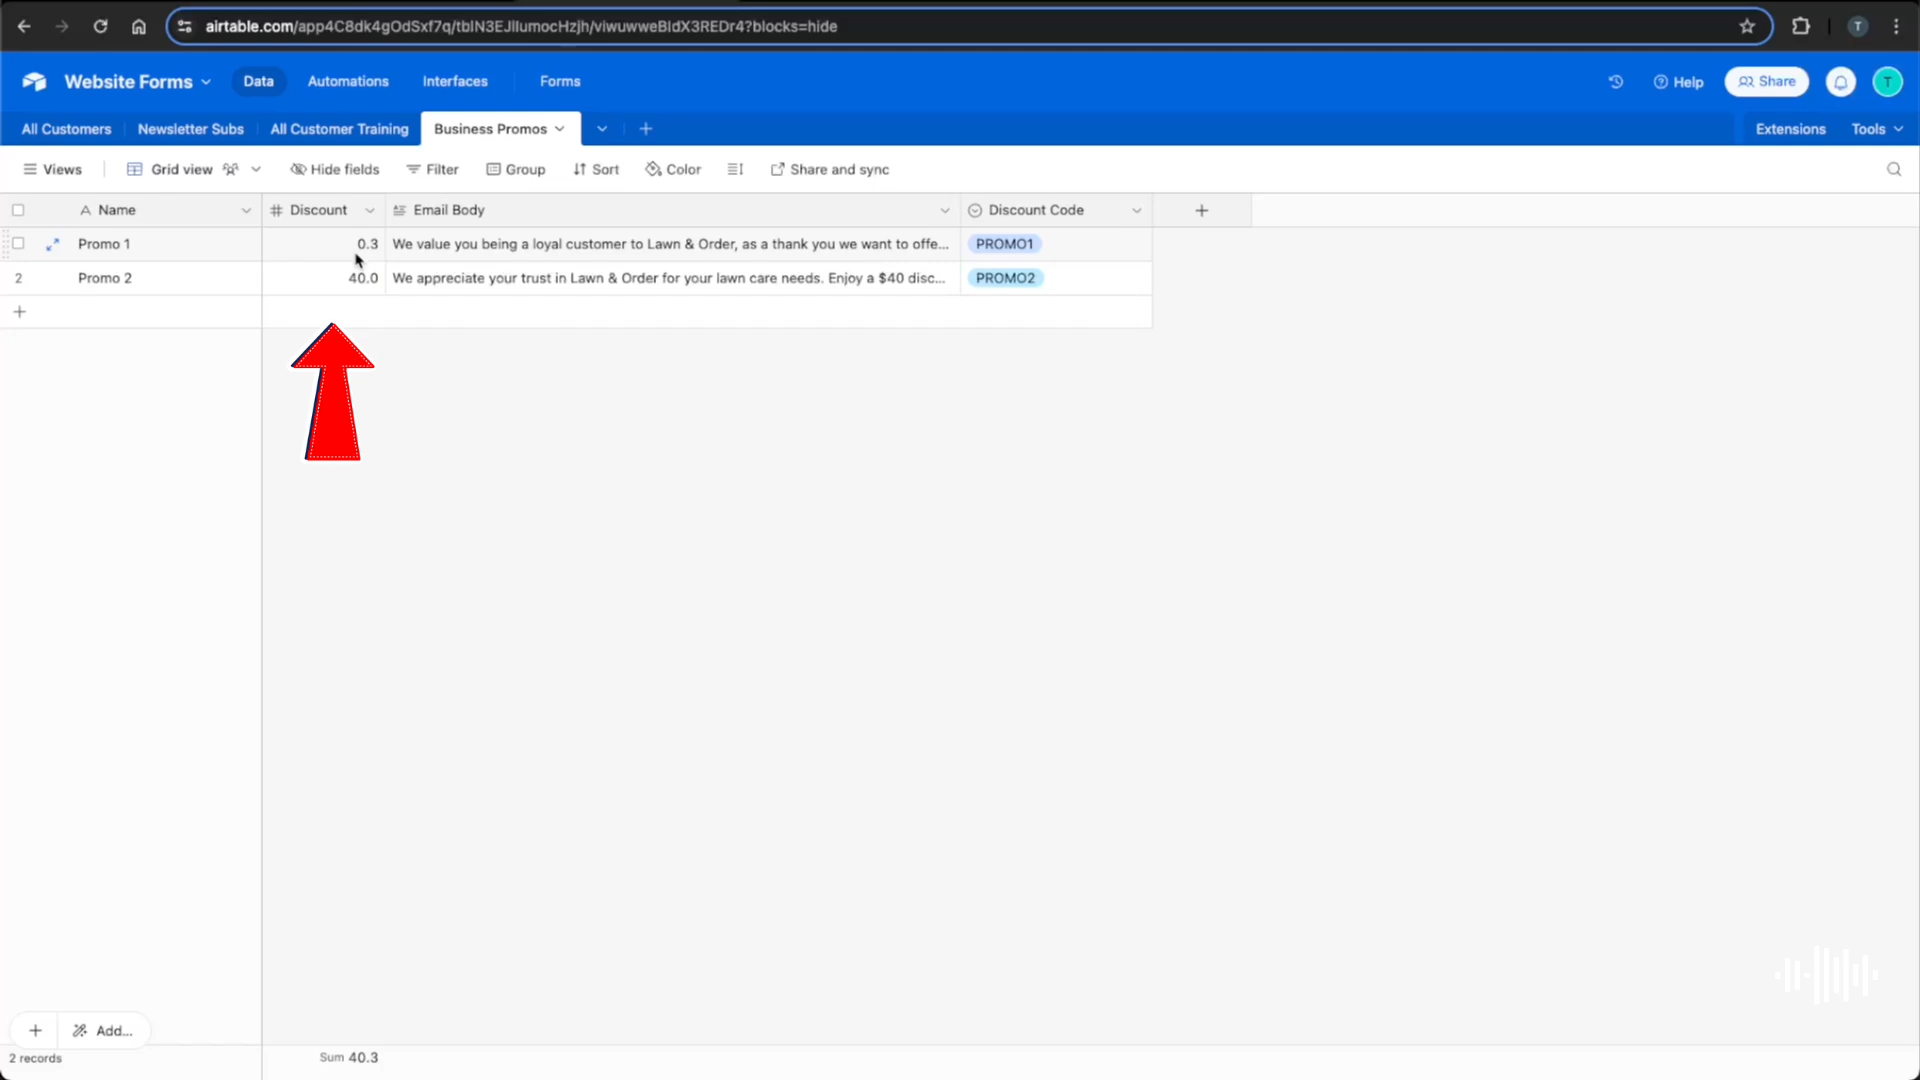 airtable.com/app4C8dk4gOdSxf7q/tblN3EJIlumocHzjh/viwuwweBIdX3REDr4?blocks=hide
T
Website Forms
Data
Automations
Interfaces
Forms
Help
Share
T
All Customers
Newsletter Subs
All Customer Training
Business Promos
Extensions
Tools
Views
Grid view
Hide fields
Filter
Group
Sort
Color
Share and sync
Name
Discount
Email Body
Discount Code
Promo 1
0.3
We value you being a loyal customer to Lawn & Order, as a thank you we want to offe...
PROMO1
2
Promo 2
40.0
We appreciate your trust in Lawn & Order for your lawn care needs. Enjoy a $40 disc...
PROMO2
Add...
2 records
Sum 40.3